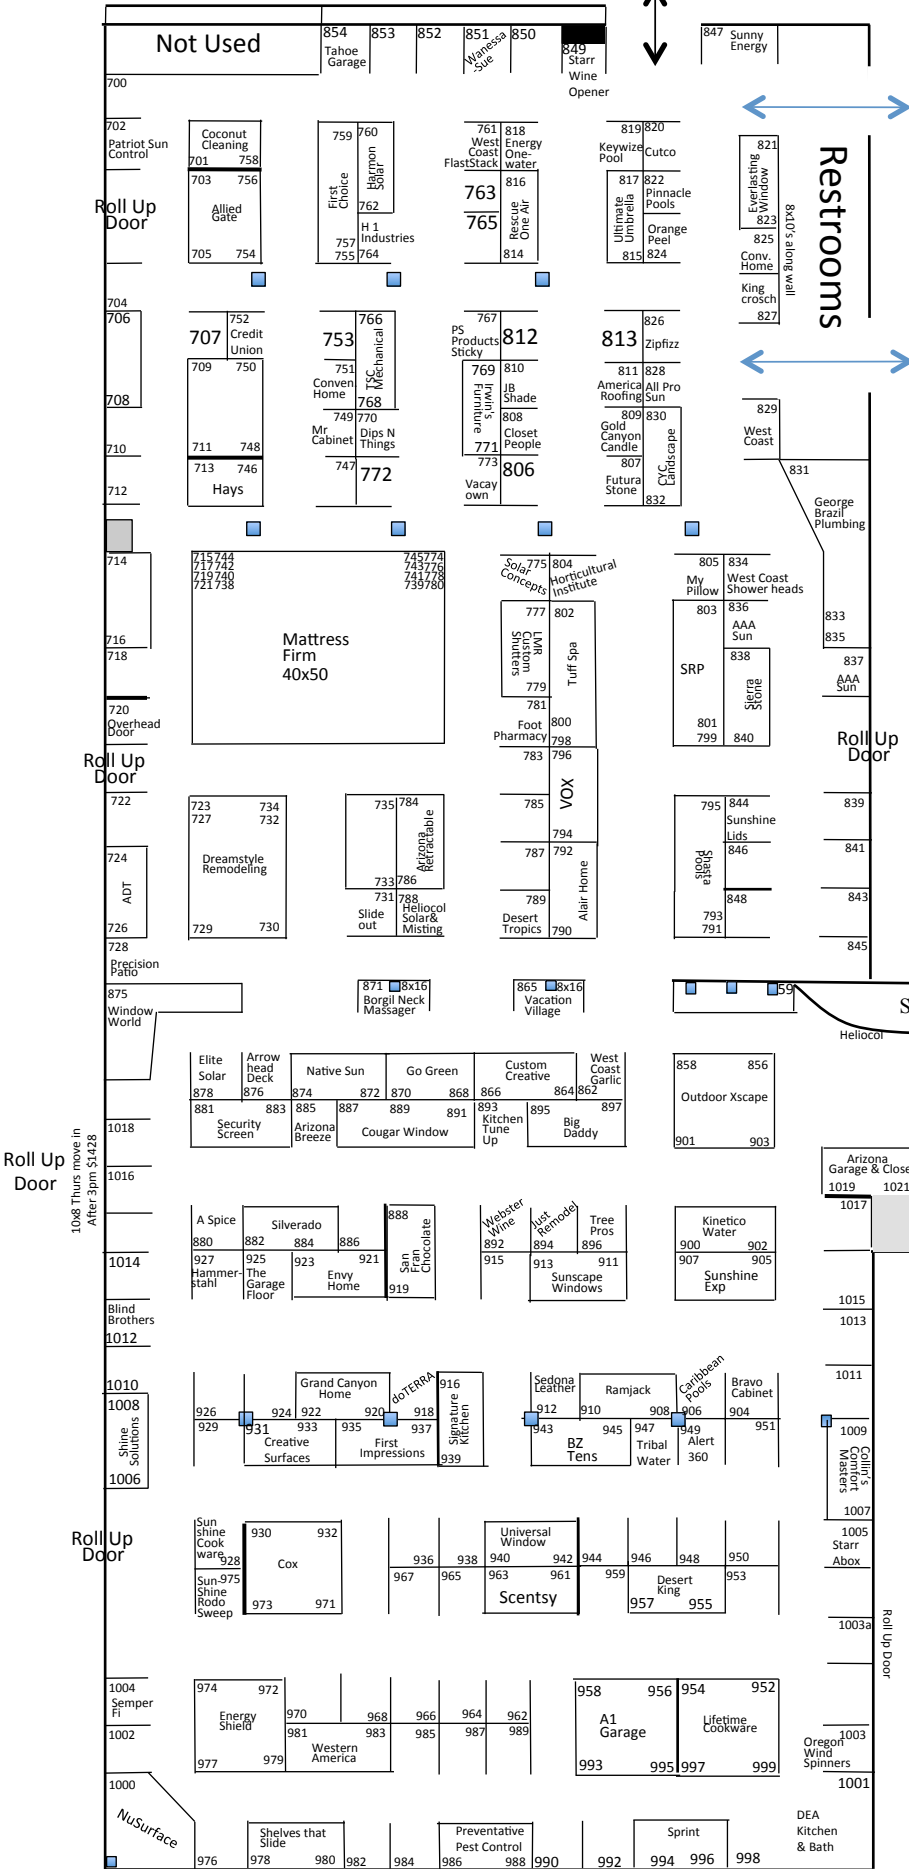 Not Used
854 853 852 851 850
Tahoe
Garage
Wanessa
-Sue
849
Starr
Wine
Opener
847 Sunny
Energy
700
702
Patriot Sun
Control
Coconut
Cleaning
701 758
703 756
Allied
Gate
705 754
Roll Up
Door
759 760
First
Choice
Harmon
Solar
762
H 1
Industries
757
755 764
761 818
West
Coast
FlastStack
Energy
One-
water
763
816
765
Rescue
One Air
814
819 820
Keywize
Pool
Cutco
817 822
Ultimate
Umbrella
Pinnacle
Pools
Orange
Peel
815 824
821
Everlasting
Window
823
825
Conv.
Home
King
crosch
827
8x10's along wall
Restrooms
704
706
708
710
712
707
752
Credit
Union
709 750
711 748
713 746
Hays
753
766
TSC
Mechanical
751
Conven
Home
768
749 770
Mr
Cabinet
Dips N
Things
747
772
767
PS
Products
Sticky
812
769 810
Irwin's
Furniture
JB
Shade
808
Closet
People
771
773
Vacay
own
806
813
826
Zipfizz
811 828
America
Roofing
All Pro
Sun
809 830
Gold
Canyon
Candle
CYC
Landscape
807
Futura
Stone
832
829
West
Coast
831
George
Brazil
Plumbing
833
835
837
AAA
Sun
714
716
718
720
Overhead
Door
Roll Up
Door
715744
717742
719740
721738
745774
743776
741778
739780
Mattress
Firm
40x50
775 804
Solar
Concepts
Horticultural
Institute
777 802
LMR
Custom
Shutters
Tuff Spa
779
781
Foot
Pharmacy
800
798
783 796
785
VOX
794
787 792
789
Desert
Tropics
Alair Home
790
805 834
My
Pillow
West Coast
Shower heads
803 836
AAA
Sun
SRP
838
Sierra
Stone
801
799 840
Roll Up
Door
722
724
ADT
726
728
Precision
Patio
723 734
727 732
Dreamstyle
Remodeling
729 730
735 784
Arizona
Retractable
733 786
731 788
Slide
out
Heliocol
Solar&
Misting
795 844
Sunshine
Lids
846
Shasta
Pools
848
793
791
839
841
843
845
875
Window
World
871 8x16
Borgil Neck
Massager
865 8x16
Vacation
Village
59
S
Heliocol
Elite
Solar
878
Arrow
head
Deck
876
Native Sun
874 872
Go Green
870 868
Custom
Creative
866 864
West
Coast
Garlic
862
881 883
Security
Screen
885
Arizona
Breeze
887 889 891
Cougar Window
893
Kitchen
Tune
Up
895 897
Big
Daddy
858 856
Outdoor Xscape
901 903
1018
1016
1014
Roll Up
Door
10x8 Thurs move in
After 3pm $1428
Arizona
Garage & Close
1019 1021
1017
A Spice
880
Silverado
882 884 886
888
San
Fran
Chocolate
919
927
Hammer-
stahl
925
The
Garage
Floor
923 921
Envy
Home
Webster
Wine
892
Just
Remodel
894
Tree
Pros
896
915
913 911
Sunscape
Windows
Kinetico
Water
900 902
907 905
Sunshine
Exp
1015
1013
1011
Blind
Brothers
1012
1010
1008
Shine
Solutions
1006
926 924 922 920 918
Grand Canyon
Home
doTERRA
916
Signature
Kitchen
939
929 931 933 935 937
Creative
Surfaces
First
Impressions
Sedona
Leather
912
Ramjack
910 908
Caribbean
Pools
906
Bravo
Cabinet
904
943 945
BZ
Tens
947
Tribal
Water
949
Alert
360
951
1009
Collin's
Comfort
Masters
1007
1005
Starr
Abox
Roll Up
Door
Sun
shine
Cook
ware
928
Sun-
Shine
Rodo
Sweep
975
930 932
Cox
973 971
936 938
Universal
Window
940 942 944 946 948 950
967 965 963 961
Scentsy
959
Desert
King
957 955
953
1003a
Roll Up Door
1004
Semper
Fi
1002
1000
NuSurface
974 972
Energy
Shield
977 979
970 968
981 983
Western
America
966 964 962
985 987 989
958 956
A1
Garage
993 995
954 952
Lifetime
Cookware
997 999
1003
Oregon
Wind
Spinners
1001
DEA
Kitchen
& Bath
976
Shelves that
Slide
978 980 982 984
Preventative
Pest Control
986 988 990 992
Sprint
994 996 998